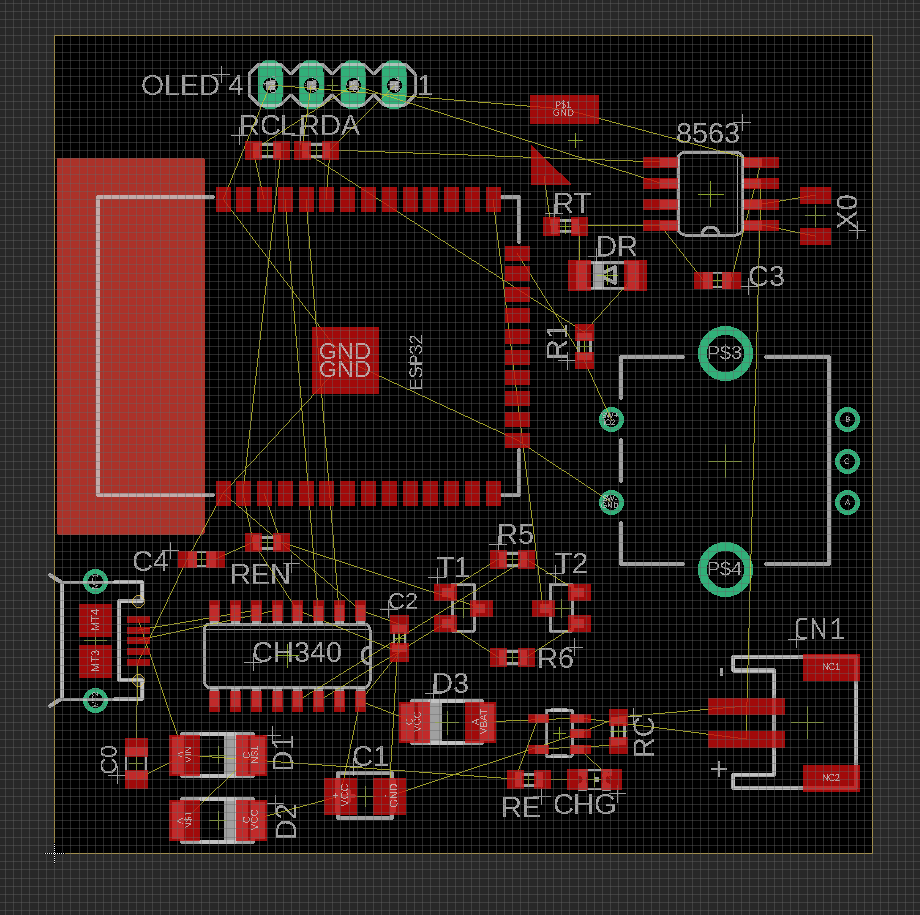 OLED 4
1
RCL
RDA
P$1
GND
8563
X0
RT
DR
C3
GND
GND
ESP32
R1
P$3
B
C
A
P$4
C4
REN
R5
T1
T2
C2
MT4
MT3
CH340
R6
CN1
NC1
D3
C
VCC
A
VBAT
-
RC
C0
A
VIN
C
N$1
D1
C1
+
VCC
-
GND
+
NC2
RE
CHG
A
N$1
C
VCC
D2